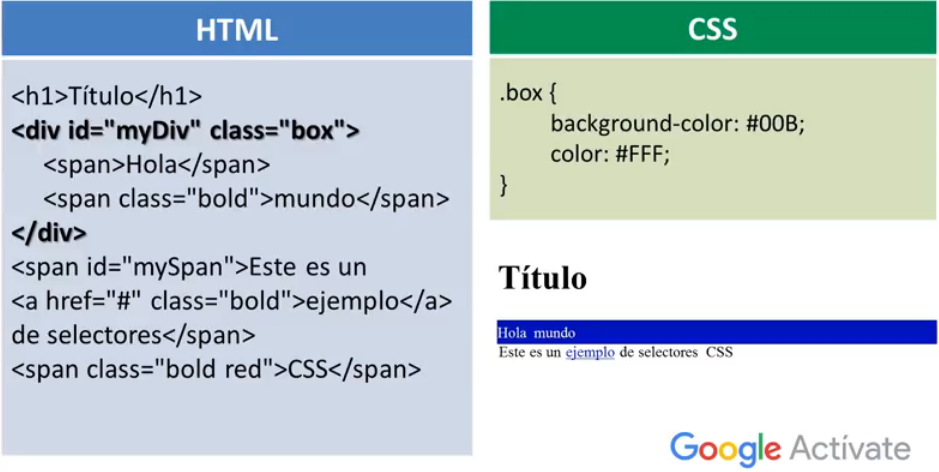 HTML
<h1>Título</h1>
<div id="myDiv" class="box">
<span>Hola</span>
<span class="bold">mundo</span>
</div>
<span id="mySpan">Este es un
<a href="#" class="bold">ejemplo</a>
de selectores</span>
<span class="bold red">CSS</span>
CSS
.box {
background-color: #00B;
color: #FFF;
}
Título
Hola mundo
Este es un ejemplo de selectores CSS
Google Actívate